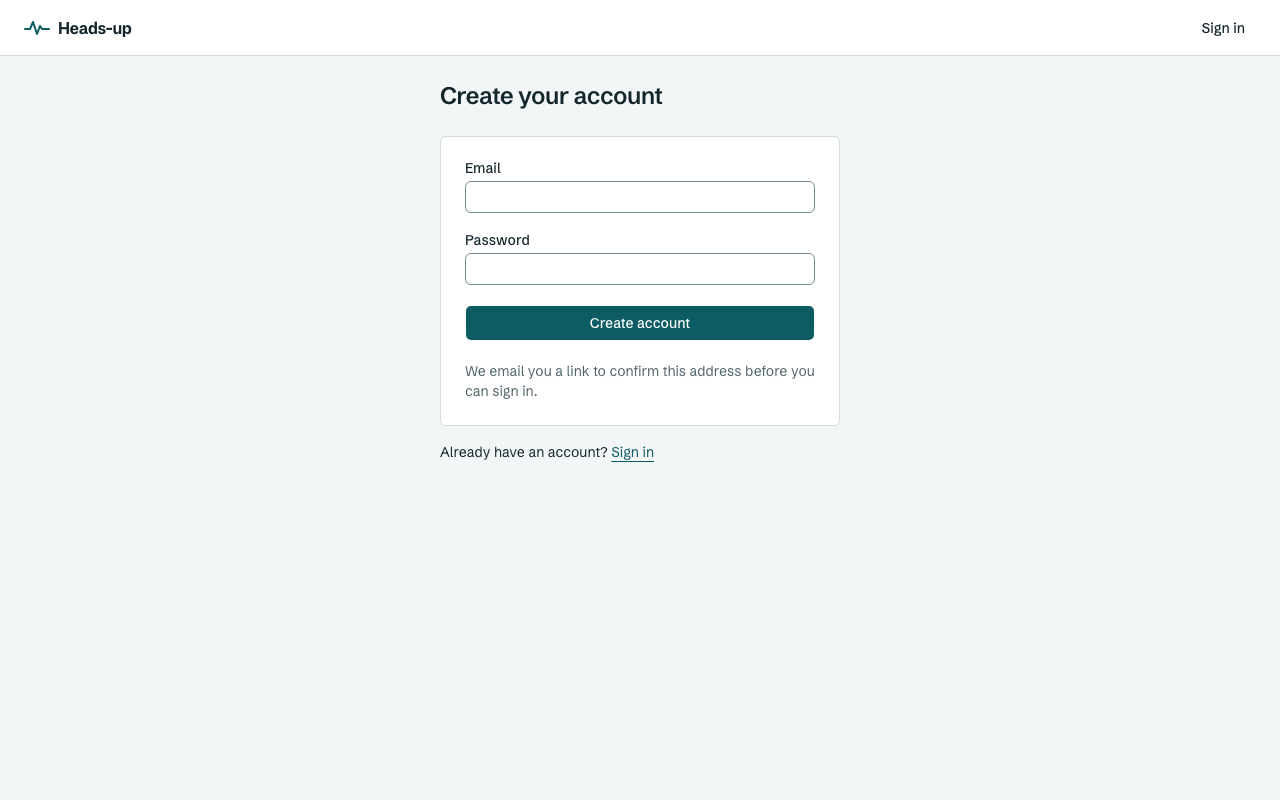 Heads-up
Sign in
Create your account
Email
Password
Create account
We email you a link to confirm this address before you
can sign in.
Already have an account? Sign in